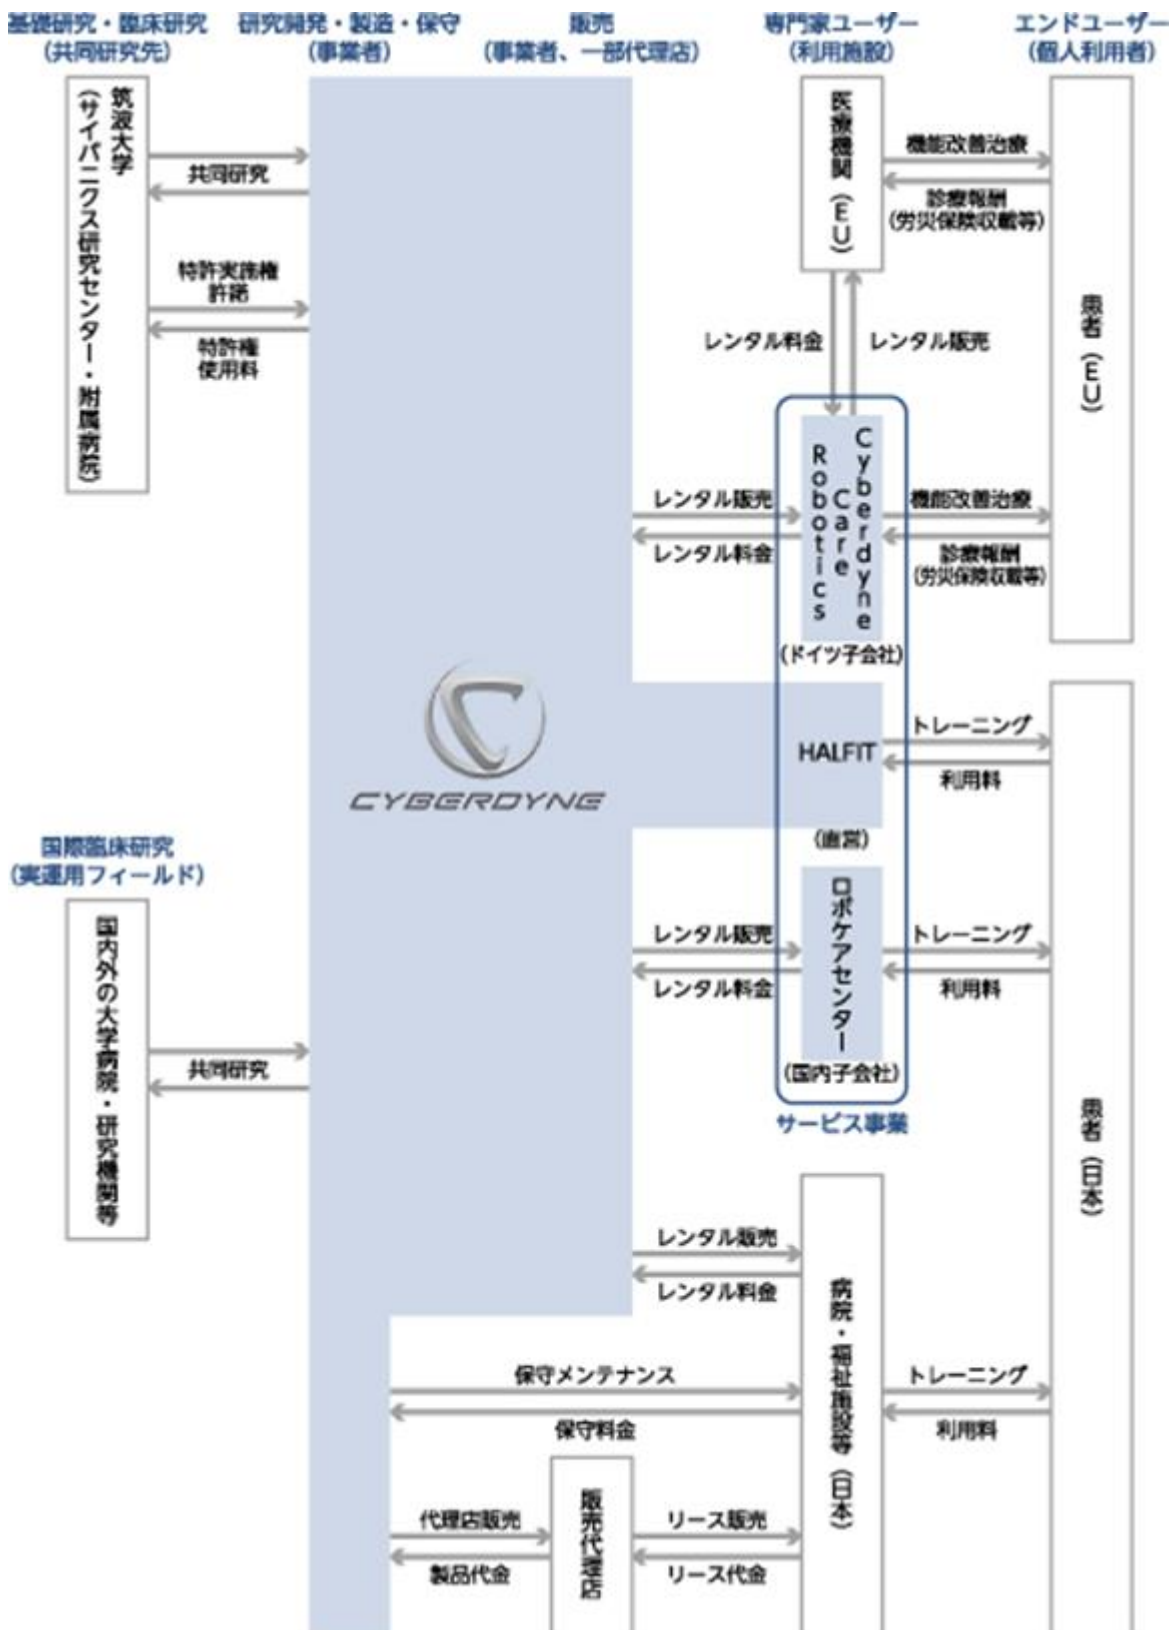 基礎研究・臨床研究
(共同研究先)
研究開発・製造・保守
(事業者)
販売
(事業者、一部代理店)
専門家ユーザー
(利用施設)
エンドユーザー
(個人利用者)
筑波大学
(サイバニクス研究センター・附属病院)
共同研究
特許実施権
許諾
特許権
使用料
医療機関(EU)
機能改善治療
診療報酬
(労災保険収載等)
患者(EU)
レンタル料金
レンタル販売
Cyberdyne
Care
Robotics
(ドイツ子会社)
レンタル販売
レンタル料金
機能改善治療
診療報酬
(労災保険収載等)
CYBERDYNE
HALFIT
(直営)
トレーニング
利用料
国際臨床研究
(実運用フィールド)
国内外の大学病院・研究機関等
共同研究
レンタル販売
レンタル料金
ロボケアセンター
(国内子会社)
トレーニング
利用料
サービス事業
患者(日本)
レンタル販売
レンタル料金
病院・福祉施設等(日本)
保守メンテナンス
保守料金
トレーニング
利用料
代理店販売
製品代金
販売代理店
リース販売
リース代金